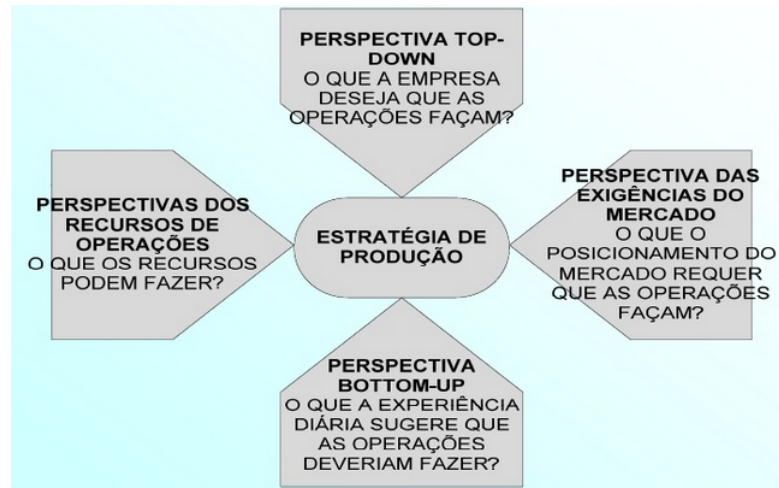 PERSPECTIVA TOP-
DOWN
O QUE A EMPRESA
DESEJA QUE AS
OPERAÇÕES FAÇAM?
PERSPECTIVAS DOS
RECURSOS DE
OPERAÇÕES
O QUE OS RECURSOS
PODEM FAZER?
ESTRATÉGIA DE
PRODUÇÃO
PERSPECTIVA DAS
EXIGÊNCIAS DO
MERCADO
O QUE O
POSICIONAMENTO DO
MERCADO REQUER
QUE AS OPERAÇÕES
FAÇAM?
PERSPECTIVA
BOTTOM-UP
O QUE A EXPERIÊNCIA
DIÁRIA SUGERE QUE
AS OPERAÇÕES
DEVERIAM FAZER?